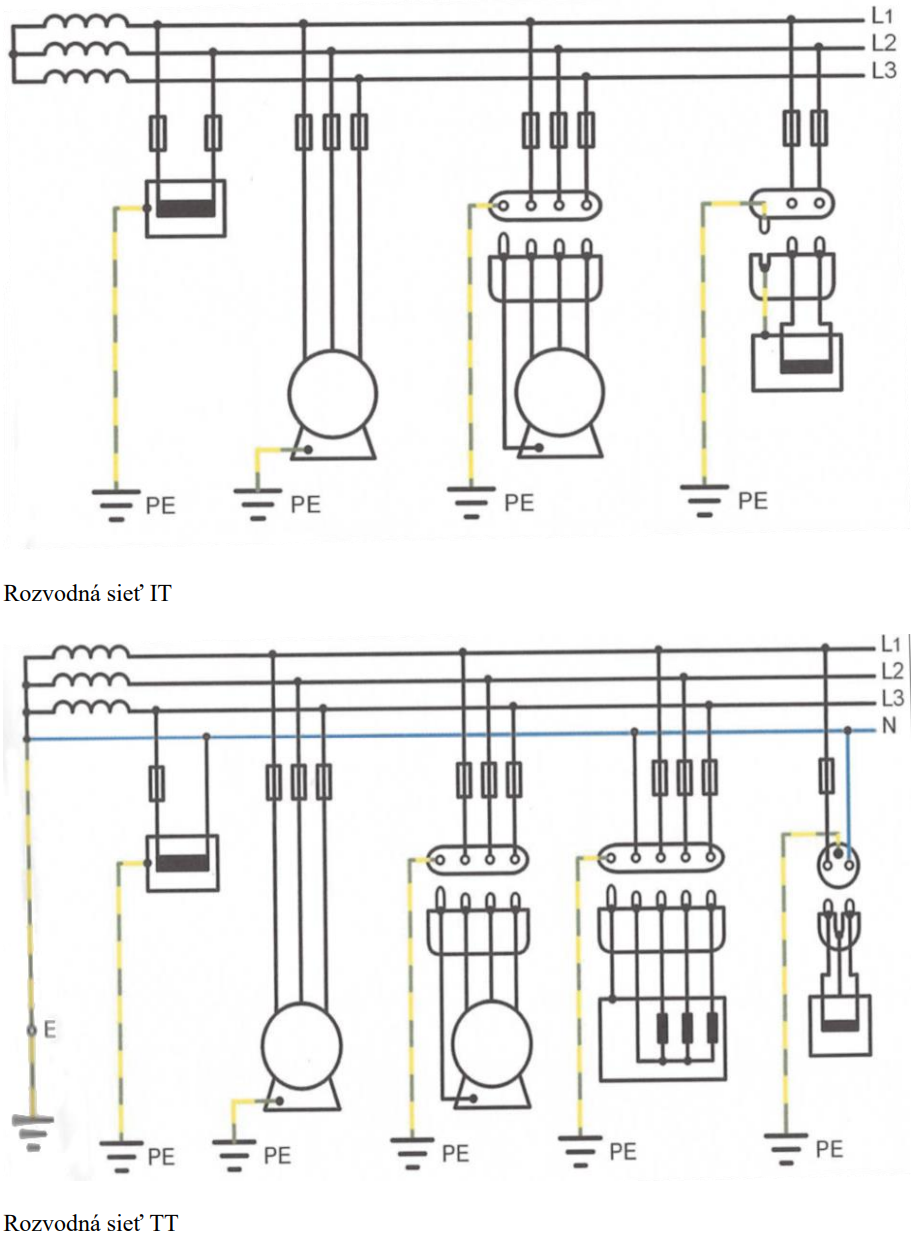 L1
L2
L3
PE PE PE PE
Rozvodná sieť IT
L1
L2
L3
N
E
PE PE PE PE PE
Rozvodná sieť TT